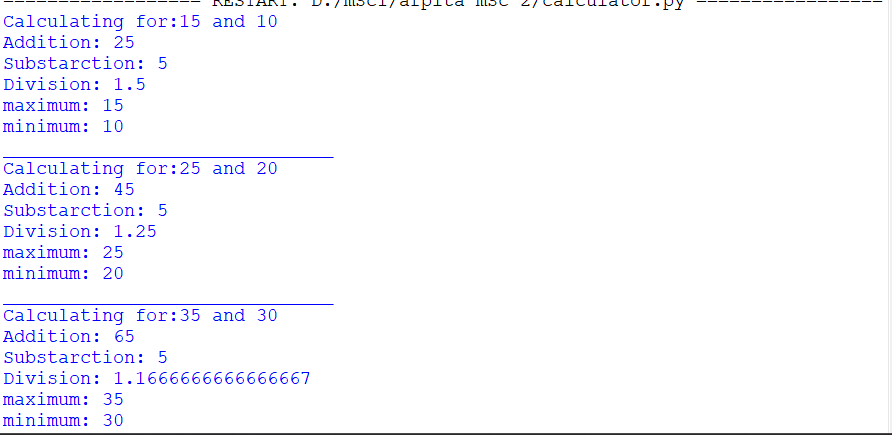 =================== RESTART: D:/msc1/arpita msc 2/calculator.py =================
Calculating for:15 and 10
Addition: 25
Substarction: 5
Division: 1.5
maximum: 15
minimum: 10
______________________________
Calculating for:25 and 20
Addition: 45
Substarction: 5
Division: 1.25
maximum: 25
minimum: 20
______________________________
Calculating for:35 and 30
Addition: 65
Substarction: 5
Division: 1.1666666666666667
maximum: 35
minimum: 30